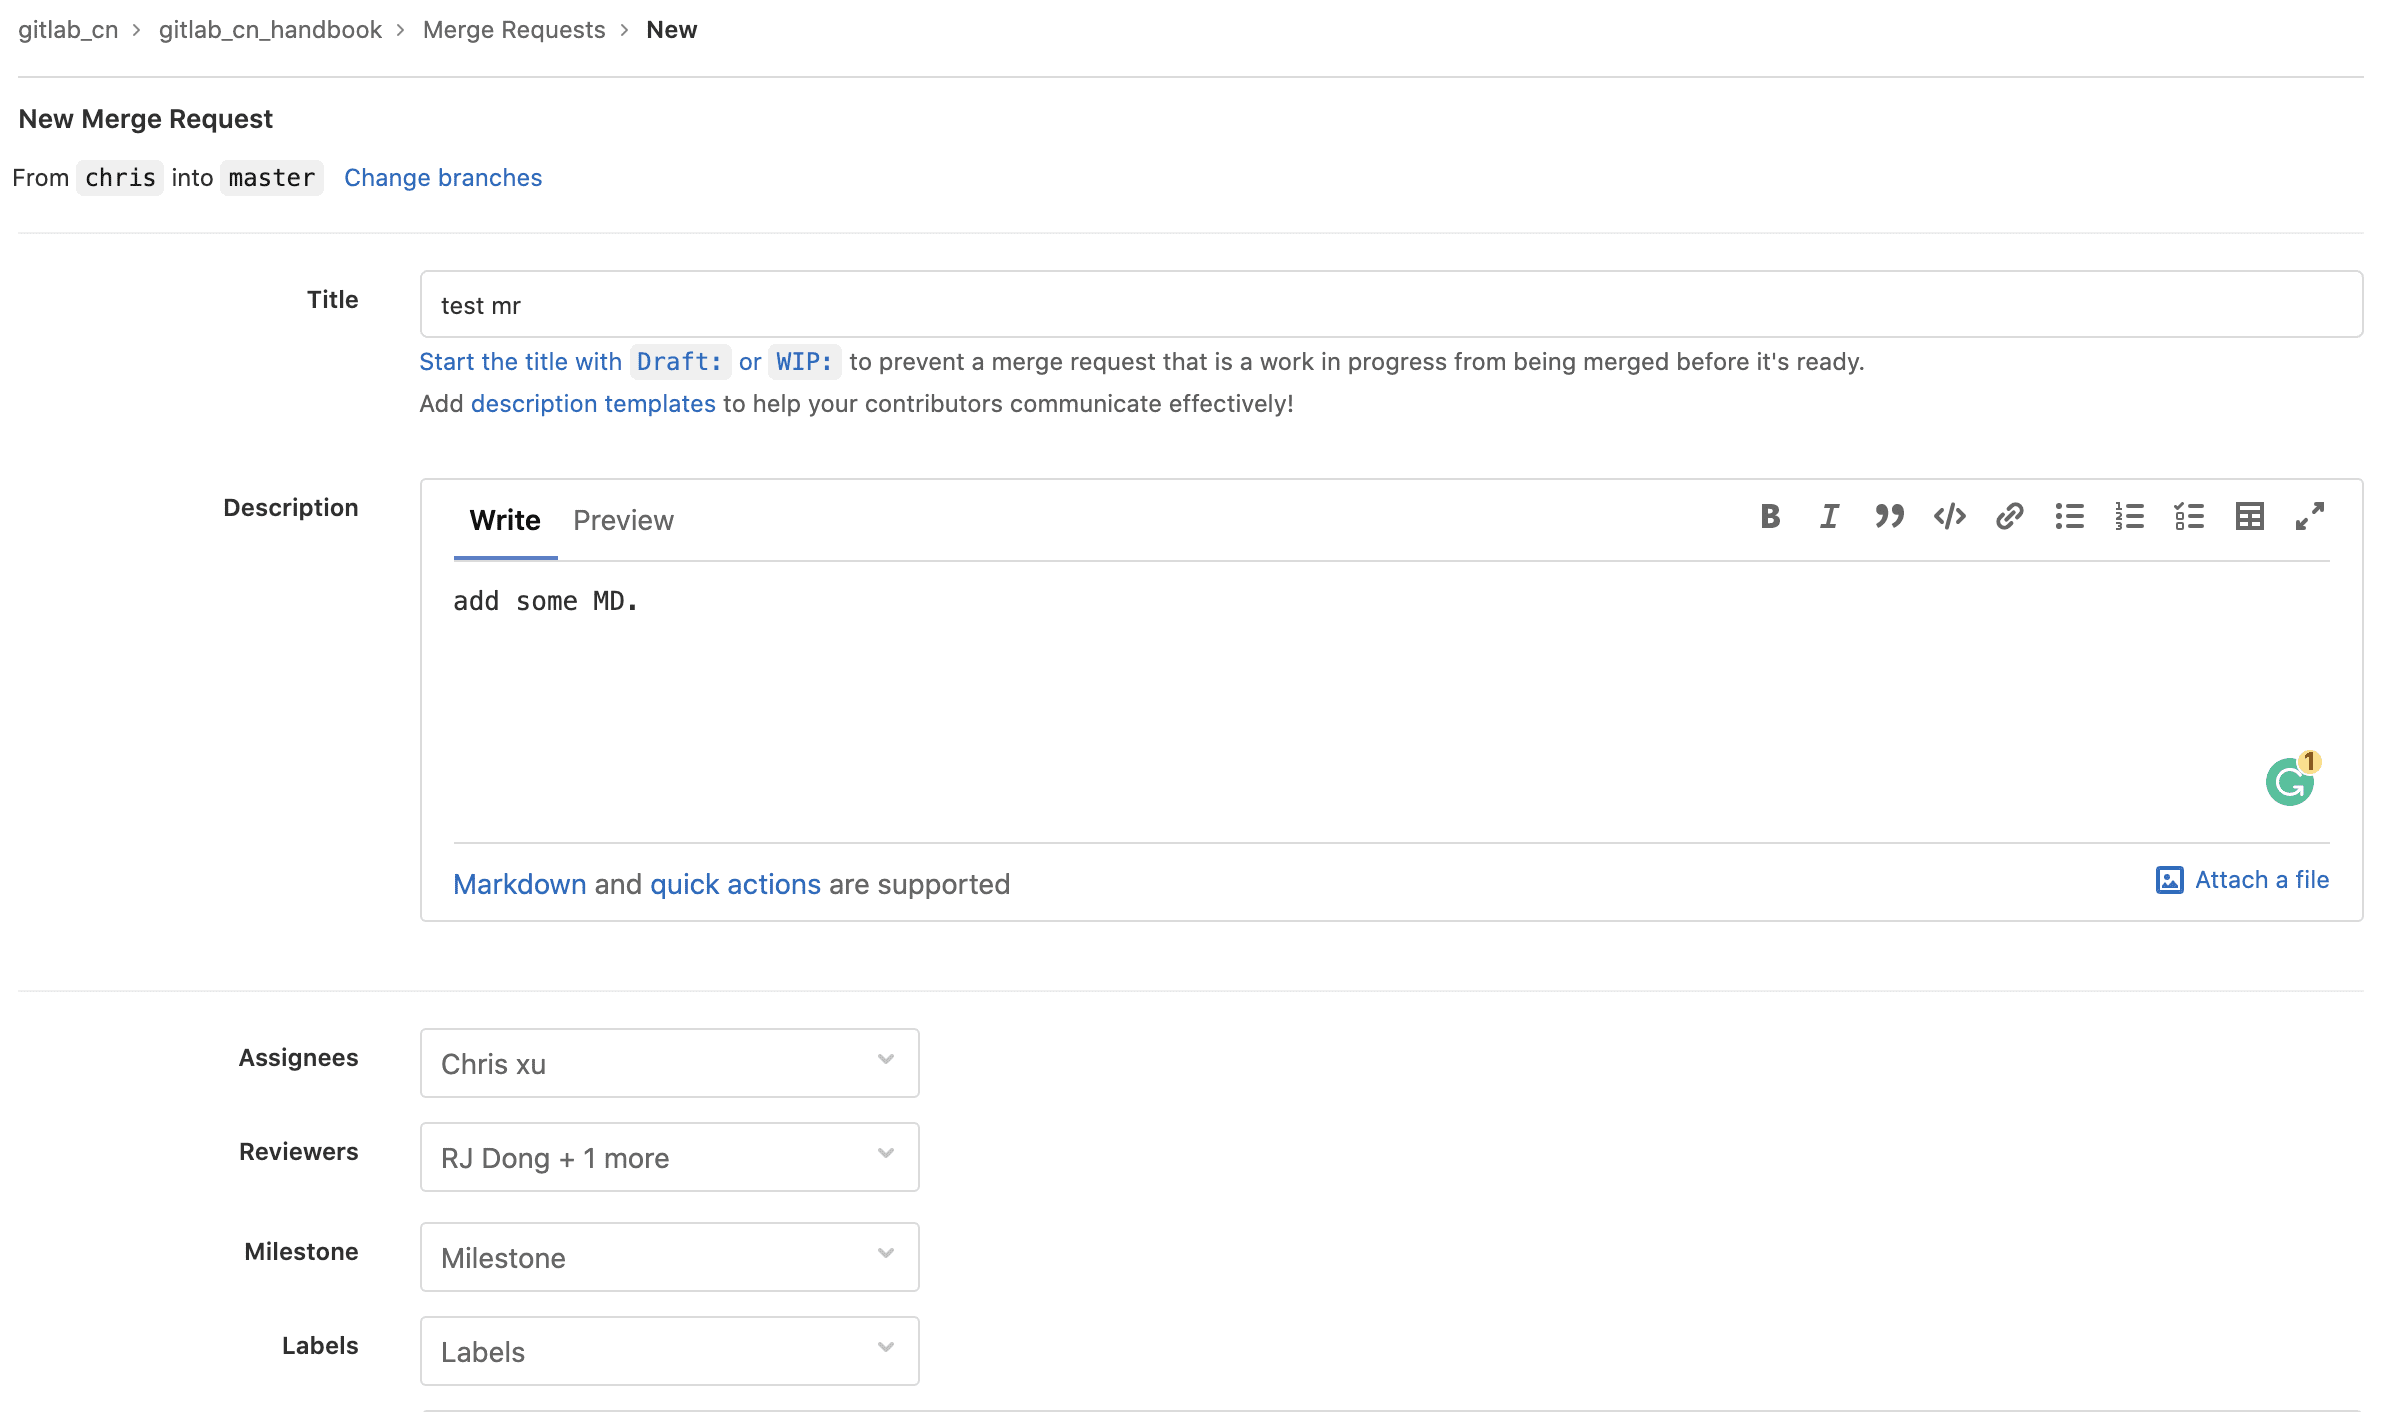 gitlab_cn › gitlab_cn_handbook › Merge Requests › New
New Merge Request
From chris into master Change branches
Title
test mr
Start the title with Draft: or WIP: to prevent a merge request that is a work in progress from being merged before it's ready.
Add description templates to help your contributors communicate effectively!
Description
Write Preview
add some MD.
1
Markdown and quick actions are supported
Attach a file
Assignees
Chris xu
Reviewers
RJ Dong + 1 more
Milestone
Milestone
Labels
Labels